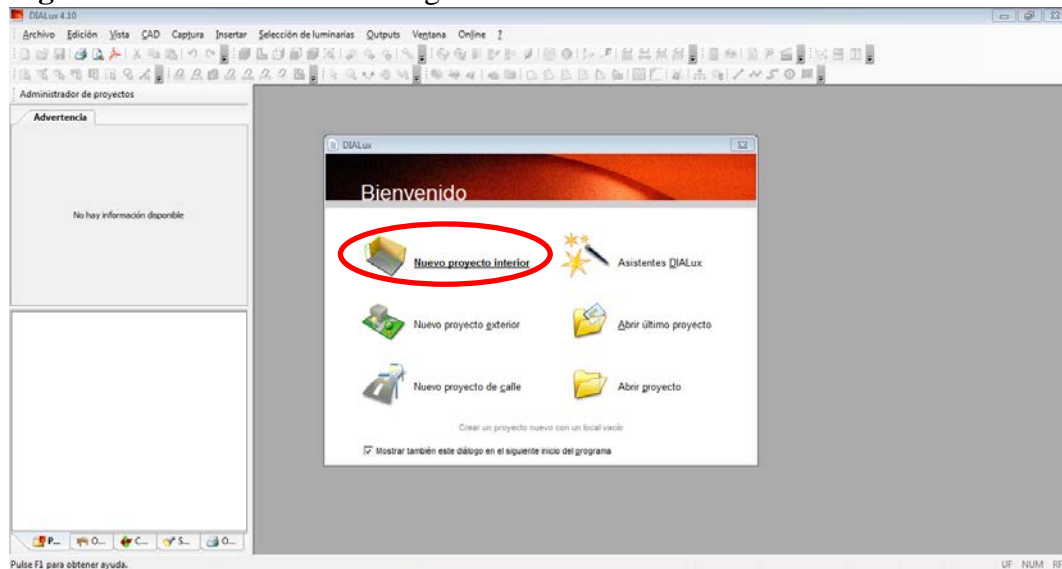 DIALux 4.10
Archivo Edición Vista CAD Captura Insertar Selección de luminarias Outputs Ventana Online ?
Administrador de proyectos
Advertencia
No hay información disponible
DIALux
Bienvenido
Nuevo proyecto interior
Asistentes DIALux
Nuevo proyecto exterior
Abrir último proyecto
Nuevo proyecto de calle
Abrir proyecto
Crear un proyecto nuevo con un local vacío
Mostrar también este diálogo en el siguiente inicio del programa
P... O... C... S... O...
Pulse F1 para obtener ayuda.
UF NUM RF